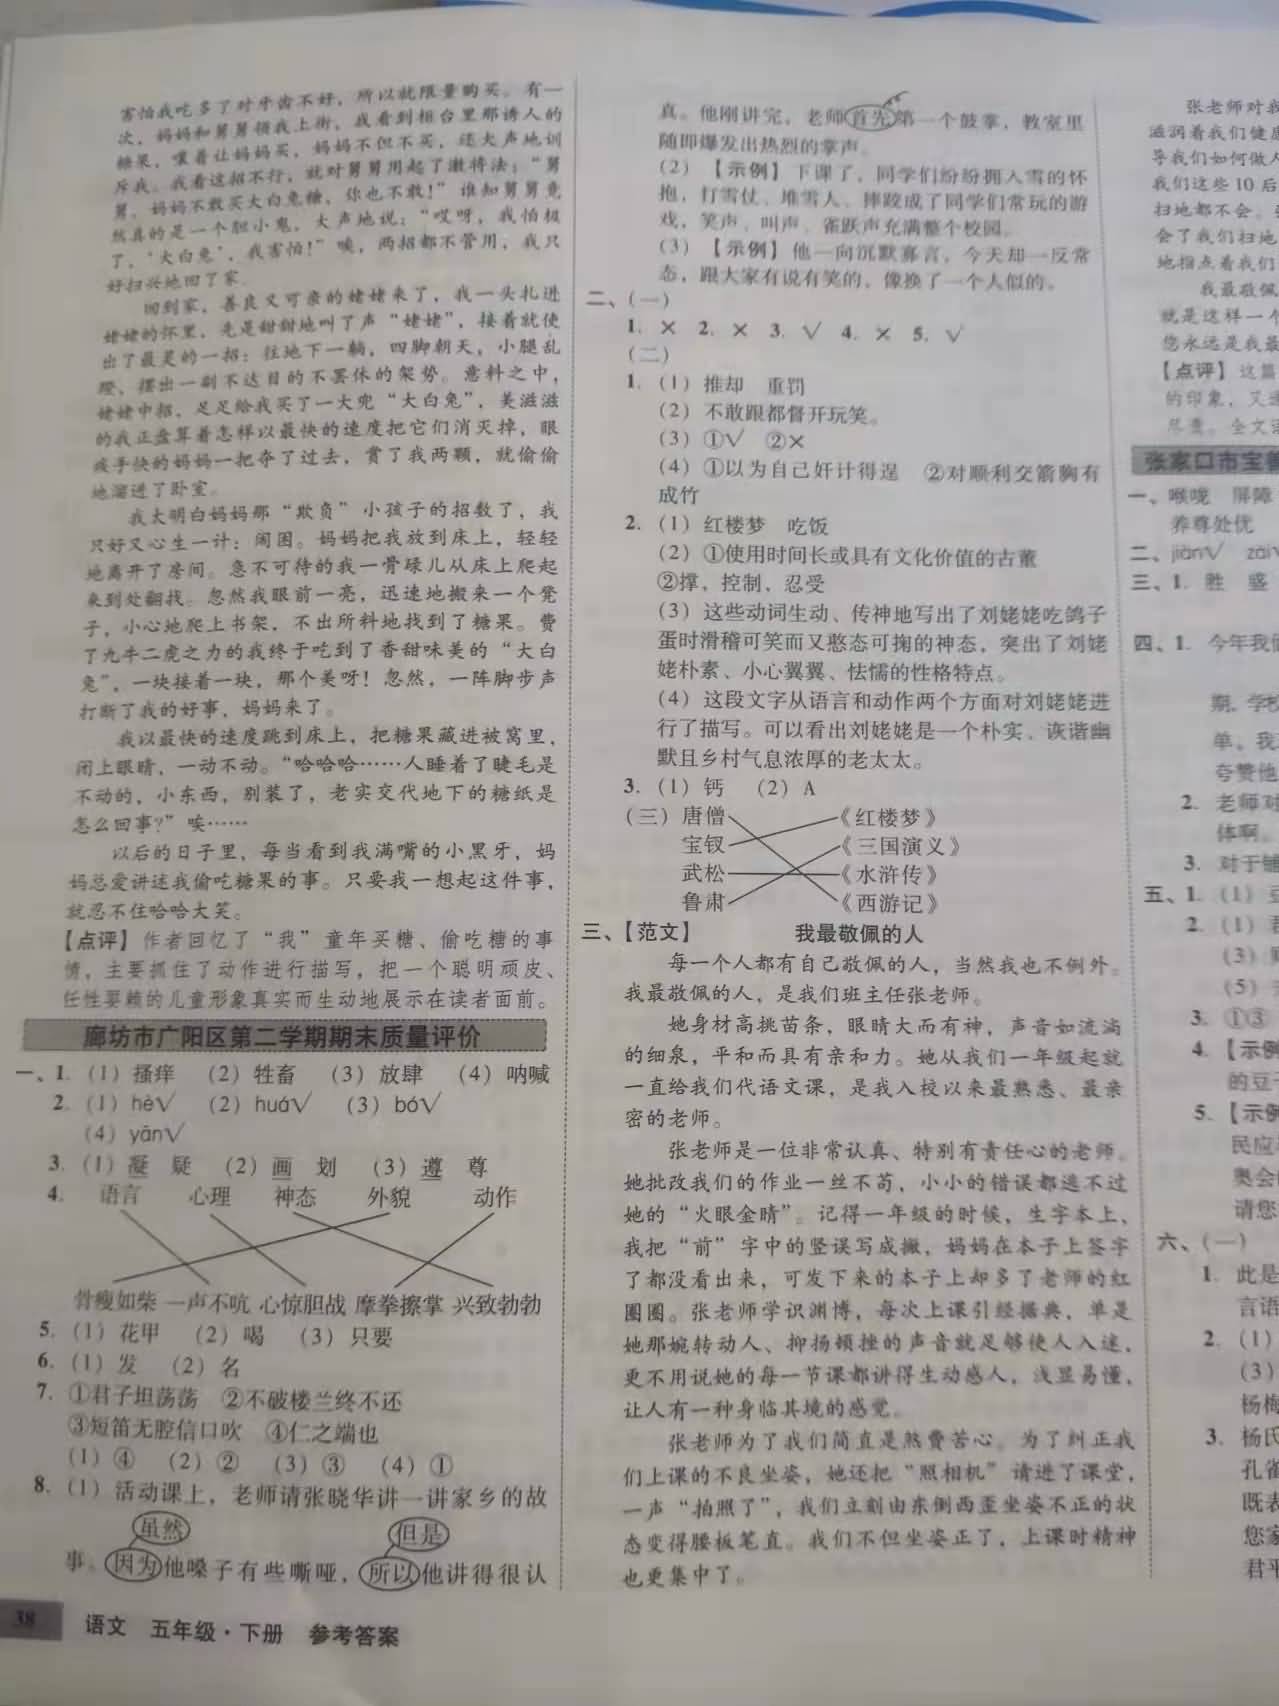 害怕我吃多了对牙齿不好，所以就限量购买。有一
次，妈妈和舅舅领我上街，我看到柜台里那诱人的
糖果，嚷着让妈妈买，妈妈不但不买，还大声地训
斥我。我看这招不行，就对舅舅用起了激将法：“舅
舅，妈妈不敢买大白兔糖，你也不敢！”谁知舅舅竟
然真的是一个胆小鬼，大声地说：“哎呀，我怕极
了，‘大白兔’，我害怕！”唉，两招都不管用，我只
好扫兴地回了家。
回到家，善良又可亲的姥姥来了，我一头扎进
姥姥的怀里，先是甜甜地叫了声“姥姥”，接着就使
出了最灵的一招：往地下一躺，四脚朝天，小腿乱
蹬，摆出一副不达目的不罢休的架势。意料之中，
姥姥中招，足足给我买了一大兜“大白兔”，美滋滋
的我正盘算着怎样以最快的速度把它们消灭掉，眼
疾手快的妈妈一把夺了过去，赏了我两颗，就偷偷
地溜进了卧室。
我太明白妈妈那“欺负”小孩子的招数了，我
只好又心生一计：闹困。妈妈把我放到床上，轻轻
地离开了房间。急不可待的我一骨碌儿从床上爬起
来到处翻找。忽然我眼前一亮，迅速地搬来一个凳
子，小心地爬上书架，不出所料地找到了糖果。费
了九牛二虎之力的我终于吃到了香甜味美的“大白
兔”，一块接着一块，那个美呀！忽然，一阵脚步声
打断了我的好事，妈妈来了。
我以最快的速度跳到床上，把糖果藏进被窝里，
闭上眼睛，一动不动。“哈哈哈……人睡着了睫毛是
不动的，小东西，别装了，老实交代地下的糖纸是
怎么回事？”唉……
以后的日子里，每当看到我满嘴的小黑牙，妈
妈总爱讲述我偷吃糖果的事。只要我一想起这件事，
就忍不住哈哈大笑。
【点评】作者回忆了“我”童年买糖、偷吃糖的事
情，主要抓住了动作进行描写，把一个聪明顽皮、
任性耍赖的儿童形象真实而生动地展示在读者面前。
廊坊市广阳区第二学期期末质量评价
一、1.（1）搔痒 （2）牲畜 （3）放肆 （4）呐喊
2.（1）hè√ （2）huá√ （3）bó√
（4）yān√
3.（1）凝 疑 （2）画 划 （3）遵 尊
4. 语言 心理 神态 外貌 动作
骨瘦如柴 一声不吭 心惊胆战 摩拳擦掌 兴致勃勃
5.（1）花甲 （2）喝 （3）只要
6.（1）发 （2）名
7. ①君子坦荡荡 ②不破楼兰终不还
③短笛无腔信口吹 ④仁之端也
（1）④ （2）② （3）③ （4）①
8.（1）活动课上，老师请张晓华讲一讲家乡的故
虽然 但是
事。因为他嗓子有些嘶哑，所以他讲得很认
38 语文 五年级·下册 参考答案
真。他刚讲完，老师首先第一个鼓掌，教室里
随即爆发出热烈的掌声。
（2）【示例】下课了，同学们纷纷拥入雪的怀
抱，打雪仗、堆雪人、摔跤成了同学们常玩的游
戏，笑声、叫声、雀跃声充满整个校园。
（3）【示例】他一向沉默寡言，今天却一反常
态，跟大家有说有笑的，像换了一个人似的。
二、（一）
1. × 2. × 3. √ 4. × 5. √
（二）
1.（1）推却 重罚
（2）不敢跟都督开玩笑。
（3）①√ ②×
（4）①以为自己奸计得逞 ②对顺利交箭胸有
成竹
2.（1）红楼梦 吃饭
（2）①使用时间长或具有文化价值的古董
②撑，控制、忍受
（3）这些动词生动、传神地写出了刘姥姥吃鸽子
蛋时滑稽可笑而又憨态可掬的神态，突出了刘姥
姥朴素、小心翼翼、怯懦的性格特点。
（4）这段文字从语言和动作两个方面对刘姥姥进
行了描写。可以看出刘姥姥是一个朴实、诙谐幽
默且乡村气息浓厚的老太太。
3.（1）钙 （2）A
（三）唐僧 《红楼梦》
宝钗 《三国演义》
武松 《水浒传》
鲁肃 《西游记》
三、【范文】 我最敬佩的人
每一个人都有自己敬佩的人，当然我也不例外。
我最敬佩的人，是我们班主任张老师。
她身材高挑苗条，眼睛大而有神，声音如流淌
的细泉，平和而具有亲和力。她从我们一年级起就
一直给我们代语文课，是我入校以来最熟悉、最亲
密的老师。
张老师是一位非常认真、特别有责任心的老师。
她批改我们的作业一丝不苟，小小的错误都逃不过
她的“火眼金睛”。记得一年级的时候，生字本上，
我把“前”字中的竖误写成撇，妈妈在本子上签字
了都没看出来，可发下来的本子上却多了老师的红
圈圈。张老师学识渊博，每次上课引经据典，单是
她那婉转动人、抑扬顿挫的声音就足够使人入迷，
更不用说她的每一节课都讲得生动感人，浅显易懂，
让人有一种身临其境的感觉。
张老师为了我们简直是煞费苦心。为了纠正我
们上课的不良坐姿，她还把“照相机”请进了课堂，
一声“拍照了”，我们立刻由东倒西歪坐姿不正的状
态变得腰板笔直。我们不但坐姿正了，上课时精神
也更集中了。
张老师对我
滋润着我们健康
导我们如何做人
我们这些10后
扫地都不会。
会了我们扫地
地指点着我们
我最敬佩
就是这样一个
您永远是我最
【点评】这篇
的印象，又
尽意。全文
张家口市宝
一、喉咙 屏障
养尊处优
二、jiān√
三、1. 胜 盛
四、1. 今年我
期，学校
单，我
夸赞他
2. 老师对
体啊。
3. 对于
五、1.（1）
2.（1）
（3）
（5）
3. ①③
4.【示例
的豆
5.【示例
民应
奥会
请您
六、（一）
1. 此是
言语
2.（1）
（3）
杨梅
3. 杨氏
孔雀
既表
您家
君平